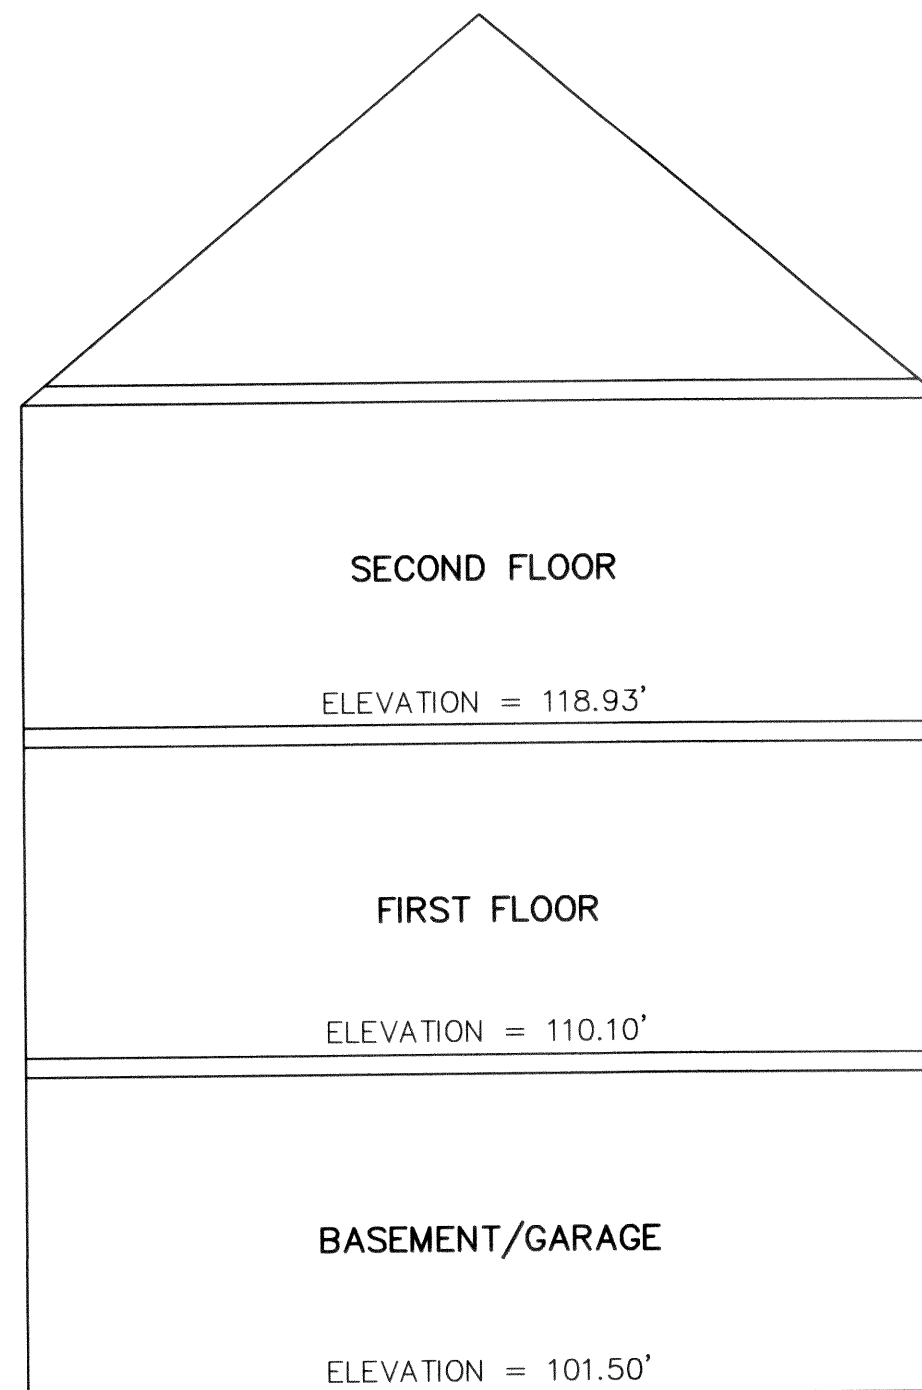 SECOND FLOOR
ELEVATION = 118.93'
FIRST FLOOR
ELEVATION = 110.10'
BASEMENT/GARAGE
ELEVATION = 101.50'